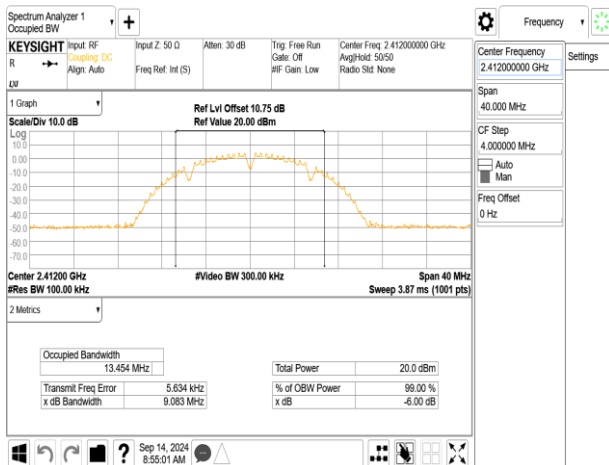 Spectrum Analyzer 1
Occupied BW
Frequency
KEYSIGHT
Input: RF
Coupling: DC
Align: Auto
R
Input Z: 50 Ω
Freq Ref: Int (S)
Atten: 30 dB
Trig: Free Run
Gate: Off
#IF Gain: Low
Center Freq: 2.412000000 GHz
Avg|Hold: 50/50
Radio Std: None
Center Frequency
2.412000000 GHz
Settings
Span
40.000 MHz
CF Step
4.000000 MHz
Auto
Man
Freq Offset
0 Hz
1 Graph
Scale/Div 10.0 dB
Ref Lvl Offset 10.75 dB
Ref Value 20.00 dBm
Log
10.0
0.00
-10.0
-20.0
-30.0
-40.0
-50.0
-60.0
-70.0
Center 2.41200 GHz
#Video BW 300.00 kHz
Span 40 MHz
#Res BW 100.00 kHz
Sweep 3.87 ms (1001 pts)
2 Metrics
Occupied Bandwidth
13.454 MHz
Total Power 20.0 dBm
Transmit Freq Error 5.634 kHz
% of OBW Power 99.00 %
x dB Bandwidth 9.083 MHz
x dB -6.00 dB
Sep 14, 2024
8:55:01 AM